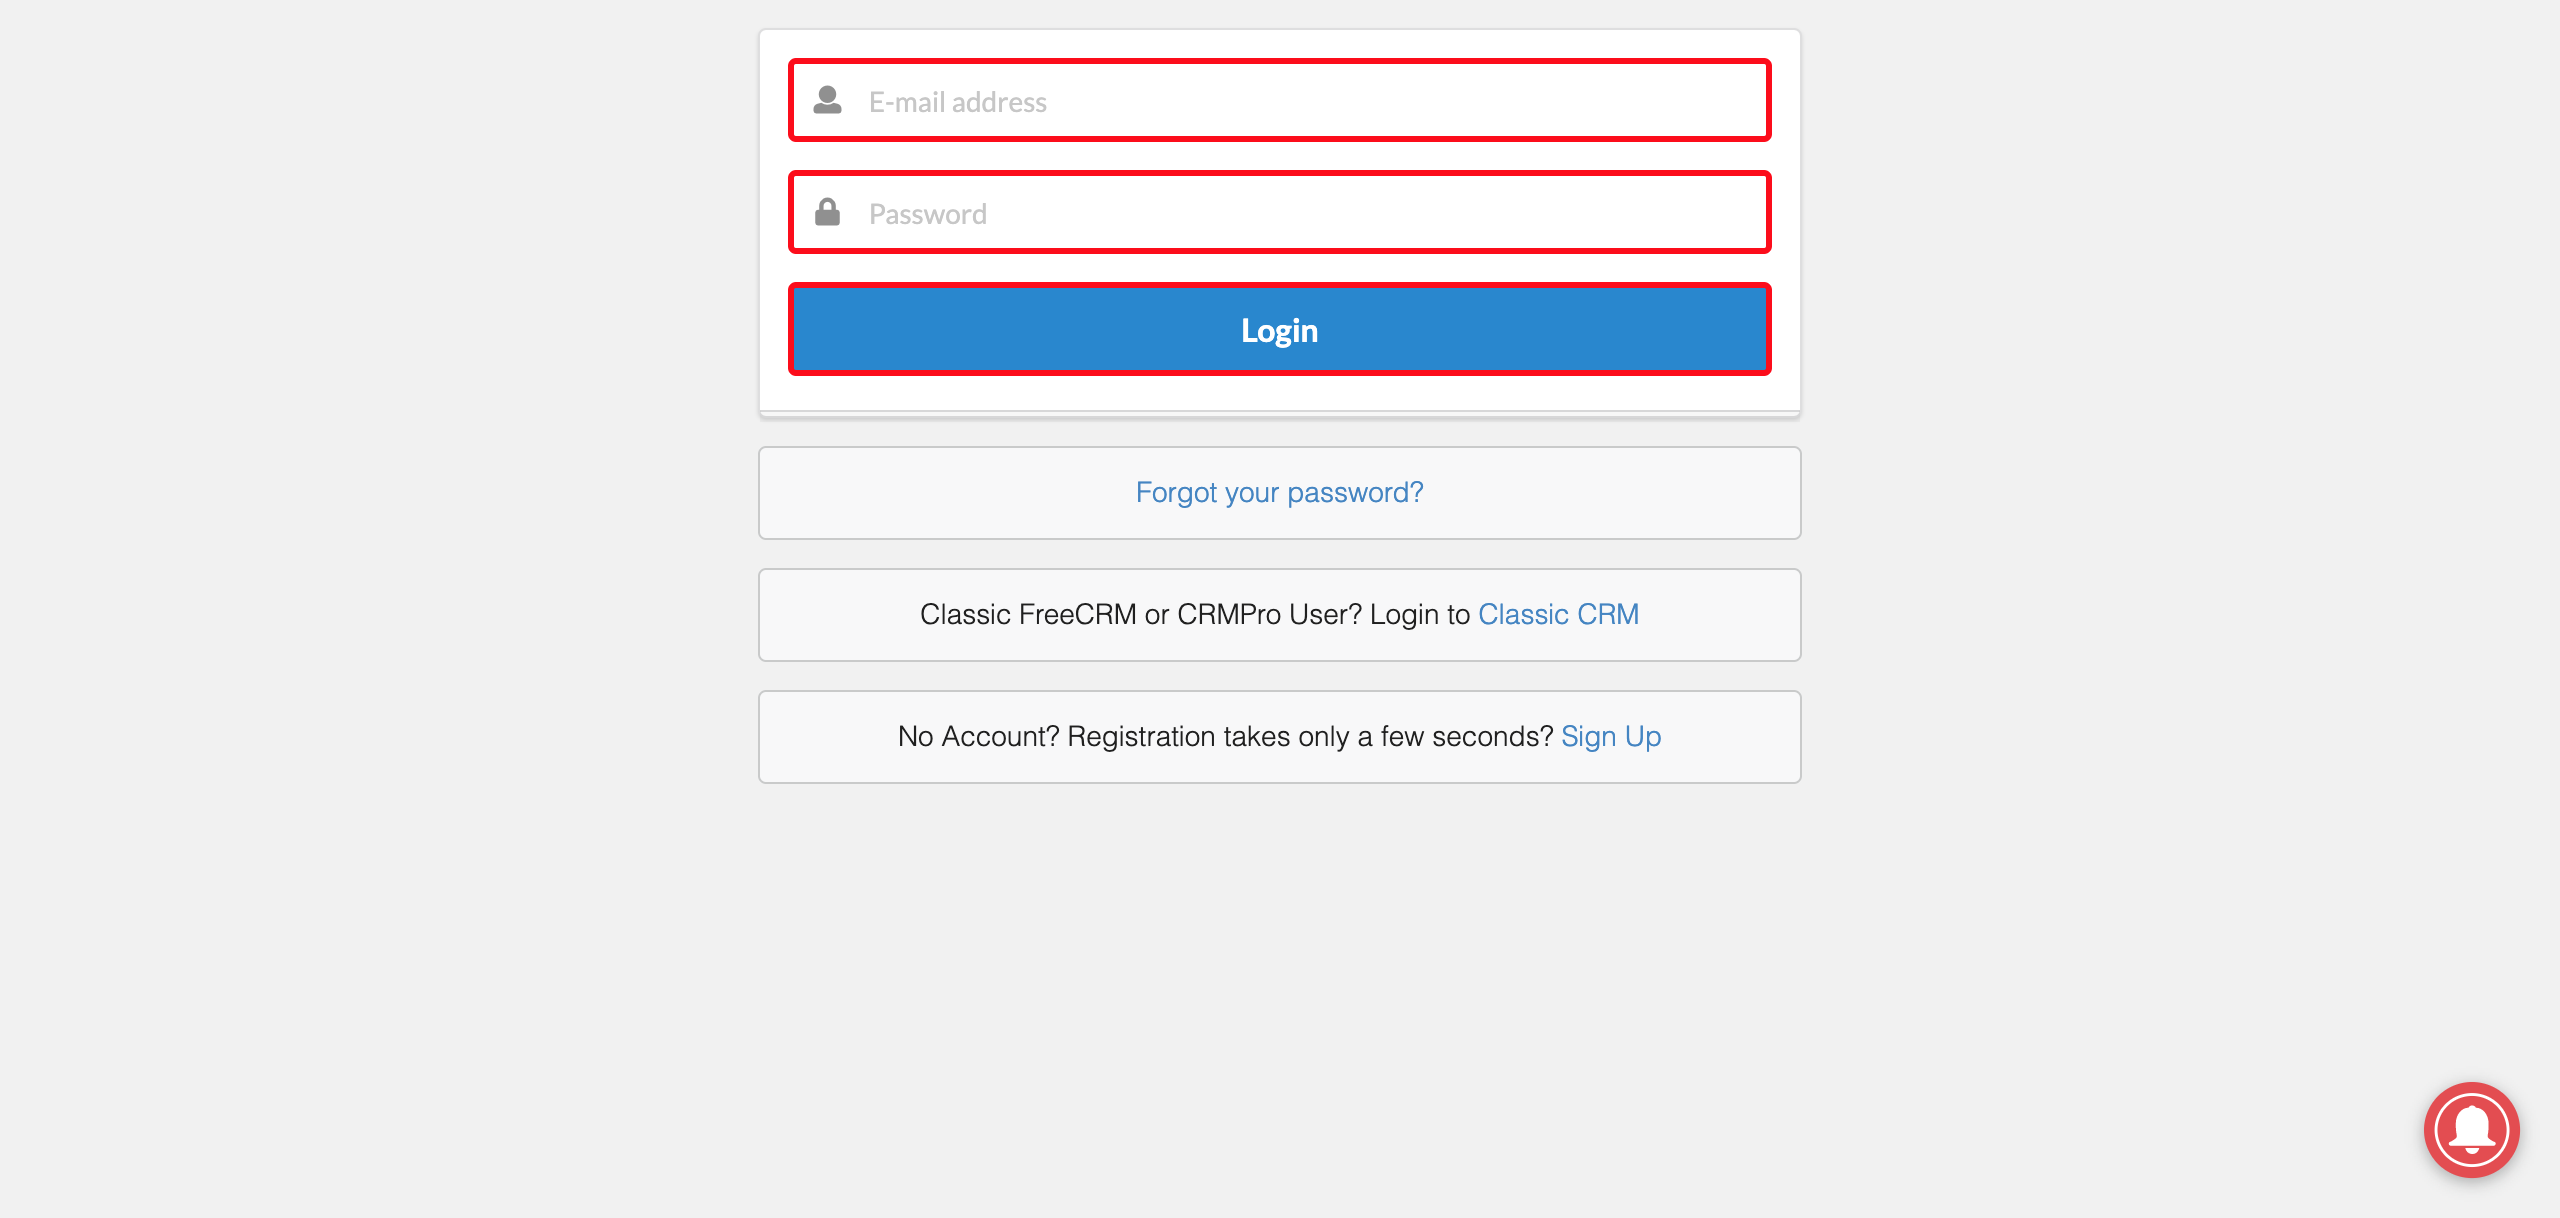 E-mail address
Password
Login
Forgot your password?
Classic FreeCRM or CRMPro User? Login to Classic CRM
No Account? Registration takes only a few seconds? Sign Up